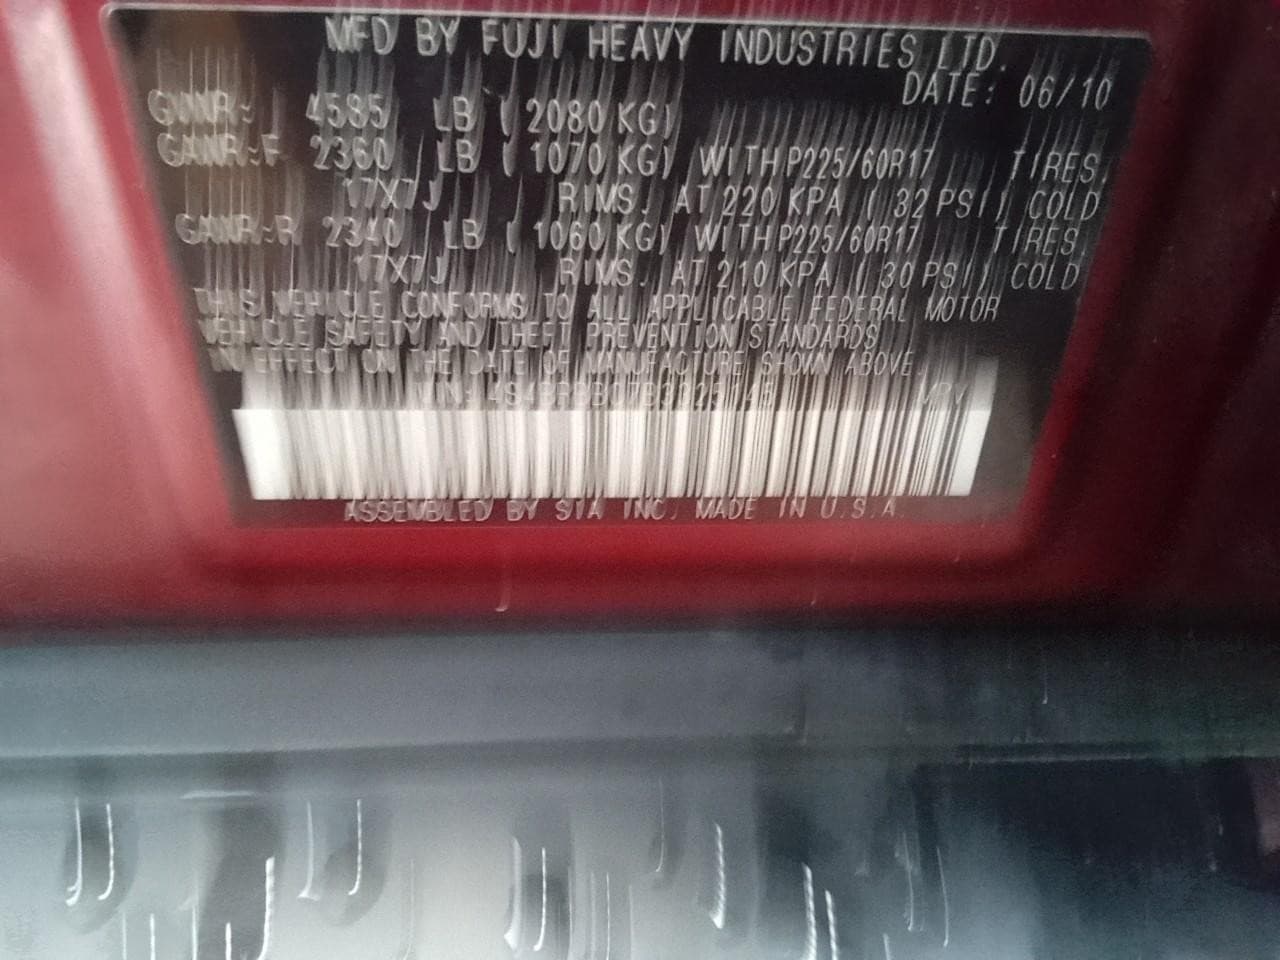 MFD BY FUJI HEAVY INDUSTRIES LTD.
DATE: 06/10
GVWR: 4585 LB ( 2080 KG)
GAWR:F 2360 LB ( 1070 KG) WITH P225/60R17 TIRES,
17X7J RIMS, AT 220 KPA ( 32 PSI) COLD
GAWR:R 2340 LB ( 1060 KG) WITH P225/60R17 TIRES,
17X7J RIMS, AT 210 KPA ( 30 PSI) COLD
THIS VEHICLE CONFORMS TO ALL APPLICABLE FEDERAL MOTOR
VEHICLE SAFETY AND THEFT PREVENTION STANDARDS
IN EFFECT ON THE DATE OF MANUFACTURE SHOWN ABOVE.
VIN: MPV
ASSEMBLED BY SIA INC. MADE IN U.S.A